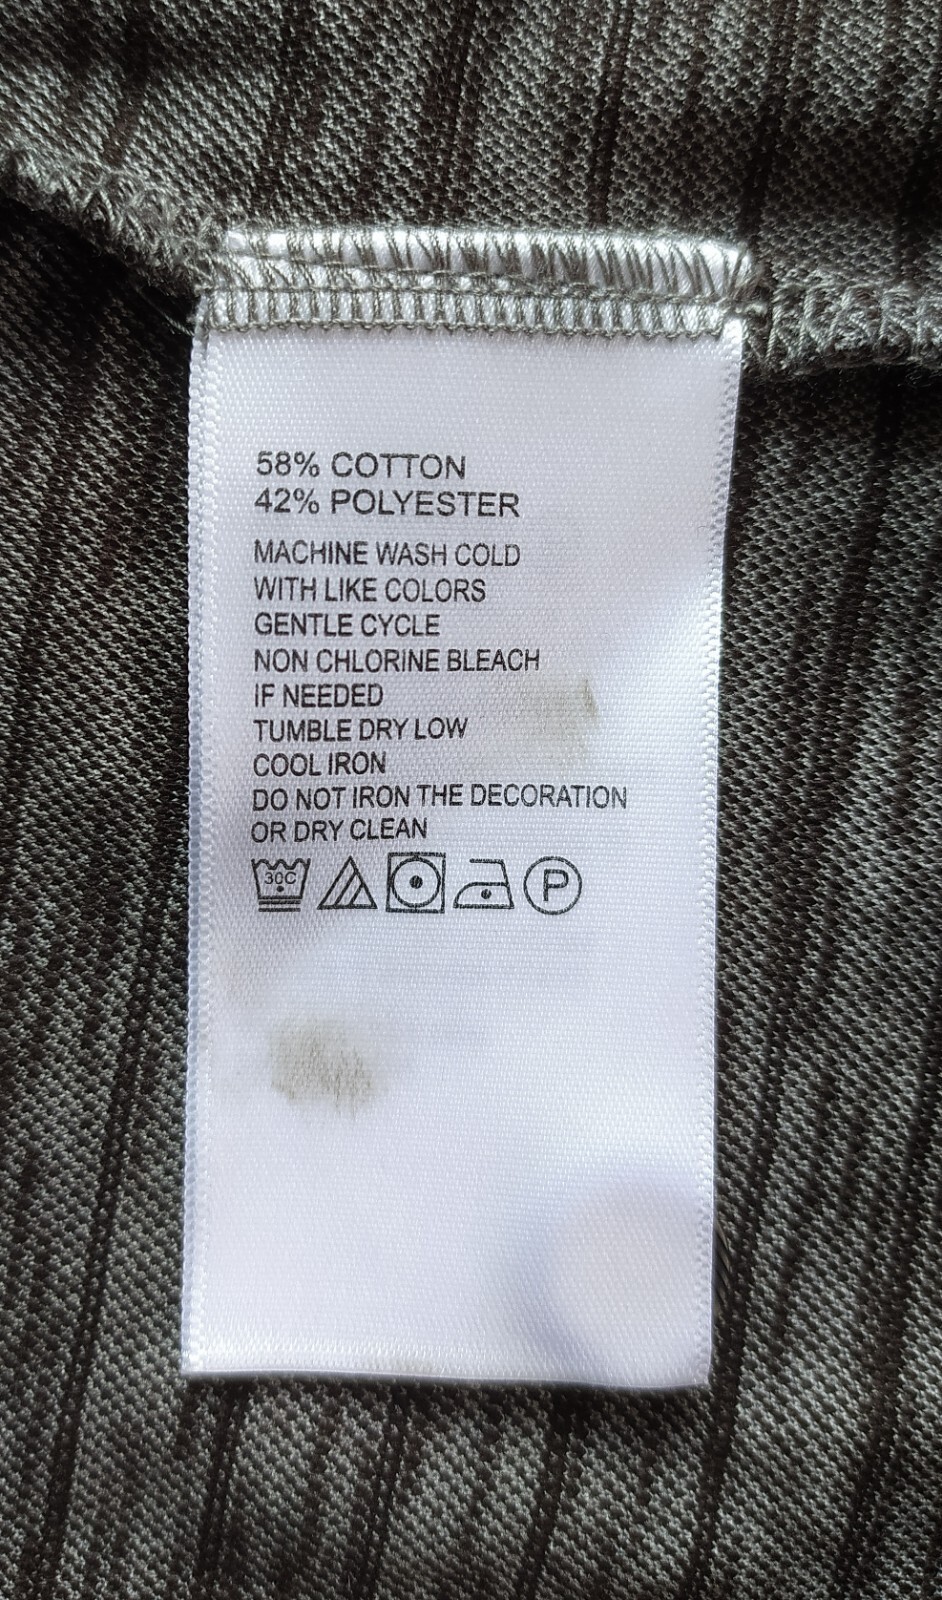 58% COTTON
42% POLYESTER
MACHINE WASH COLD
WITH LIKE COLORS
GENTLE CYCLE
NON CHLORINE BLEACH
IF NEEDED
TUMBLE DRY LOW
COOL IRON
DO NOT IRON THE DECORATION
OR DRY CLEAN
30C P